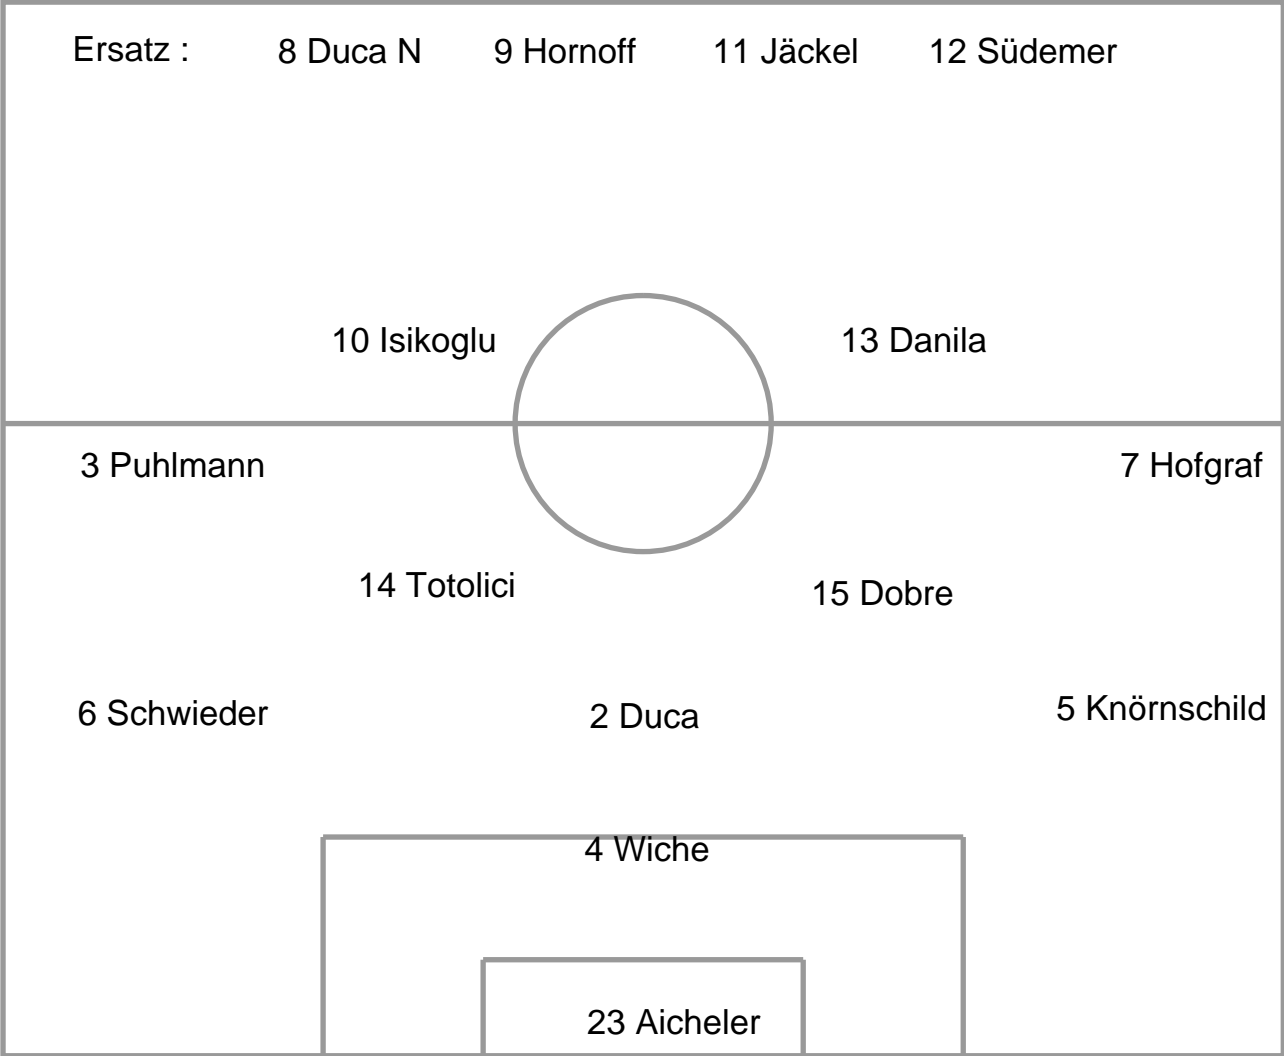 Ersatz : 8 Duca N 9 Hornoff 11 Jäckel 12 Südemer
10 Isikoglu 13 Danila
3 Puhlmann 7 Hofgraf
14 Totolici 15 Dobre
6 Schwieder 2 Duca 5 Knörnschild
4 Wiche
23 Aicheler